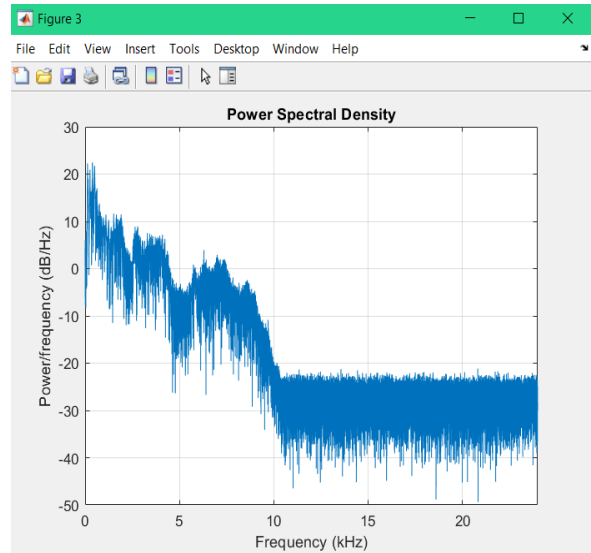 Figure 3
File Edit View Insert Tools Desktop Window Help
Power Spectral Density
30
20
10
0
-10
-20
-30
-40
-50
Power/frequency (dB/Hz)
0 5 10 15 20
Frequency (kHz)